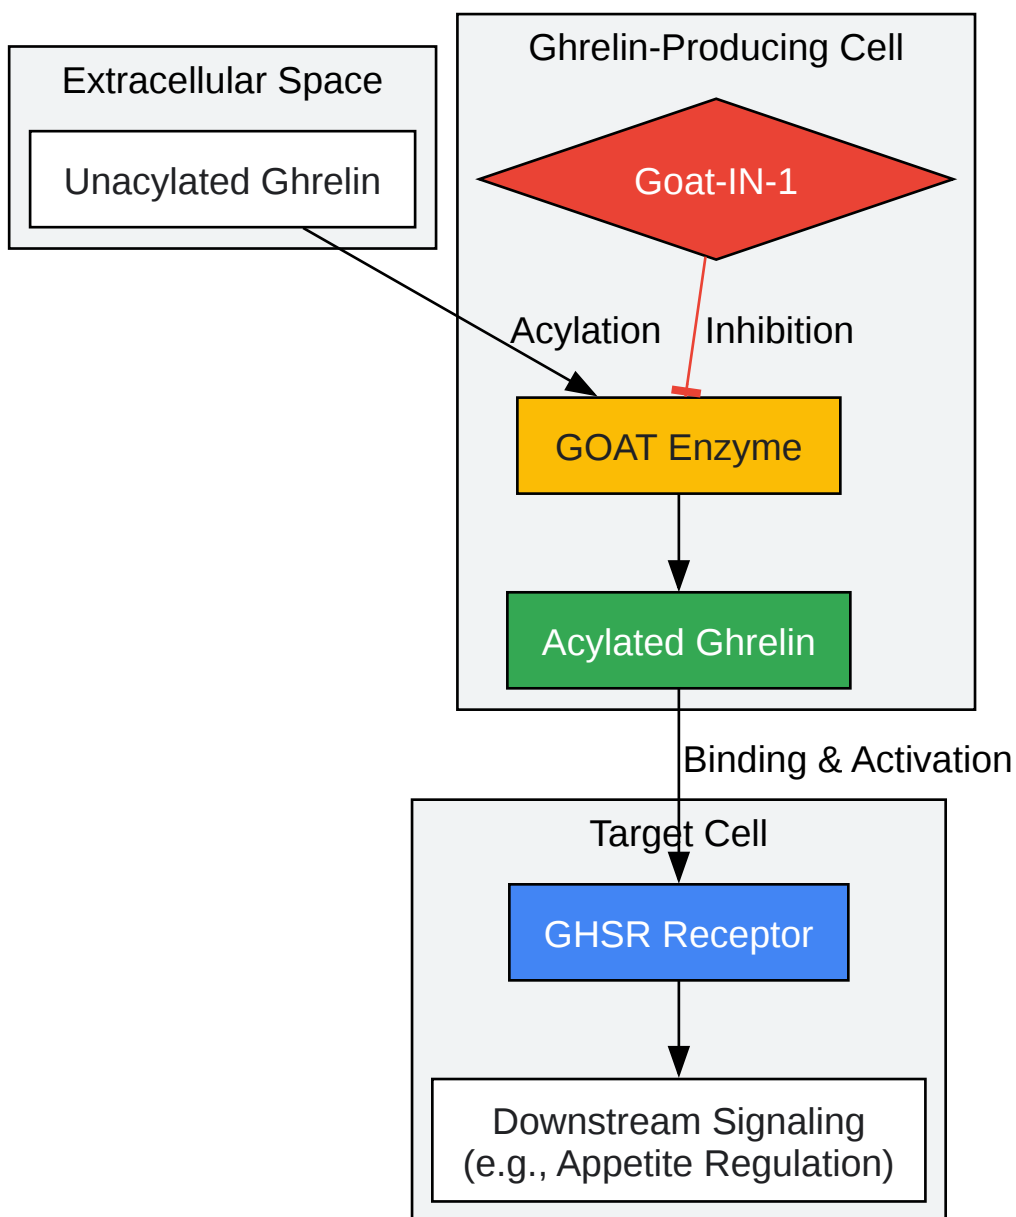 Extracellular Space
Unacylated Ghrelin
Ghrelin-Producing Cell
Goat-IN-1
Acylation
Inhibition
GOAT Enzyme
Acylated Ghrelin
Binding & Activation
Target Cell
GHSR Receptor
Downstream Signaling
(e.g., Appetite Regulation)